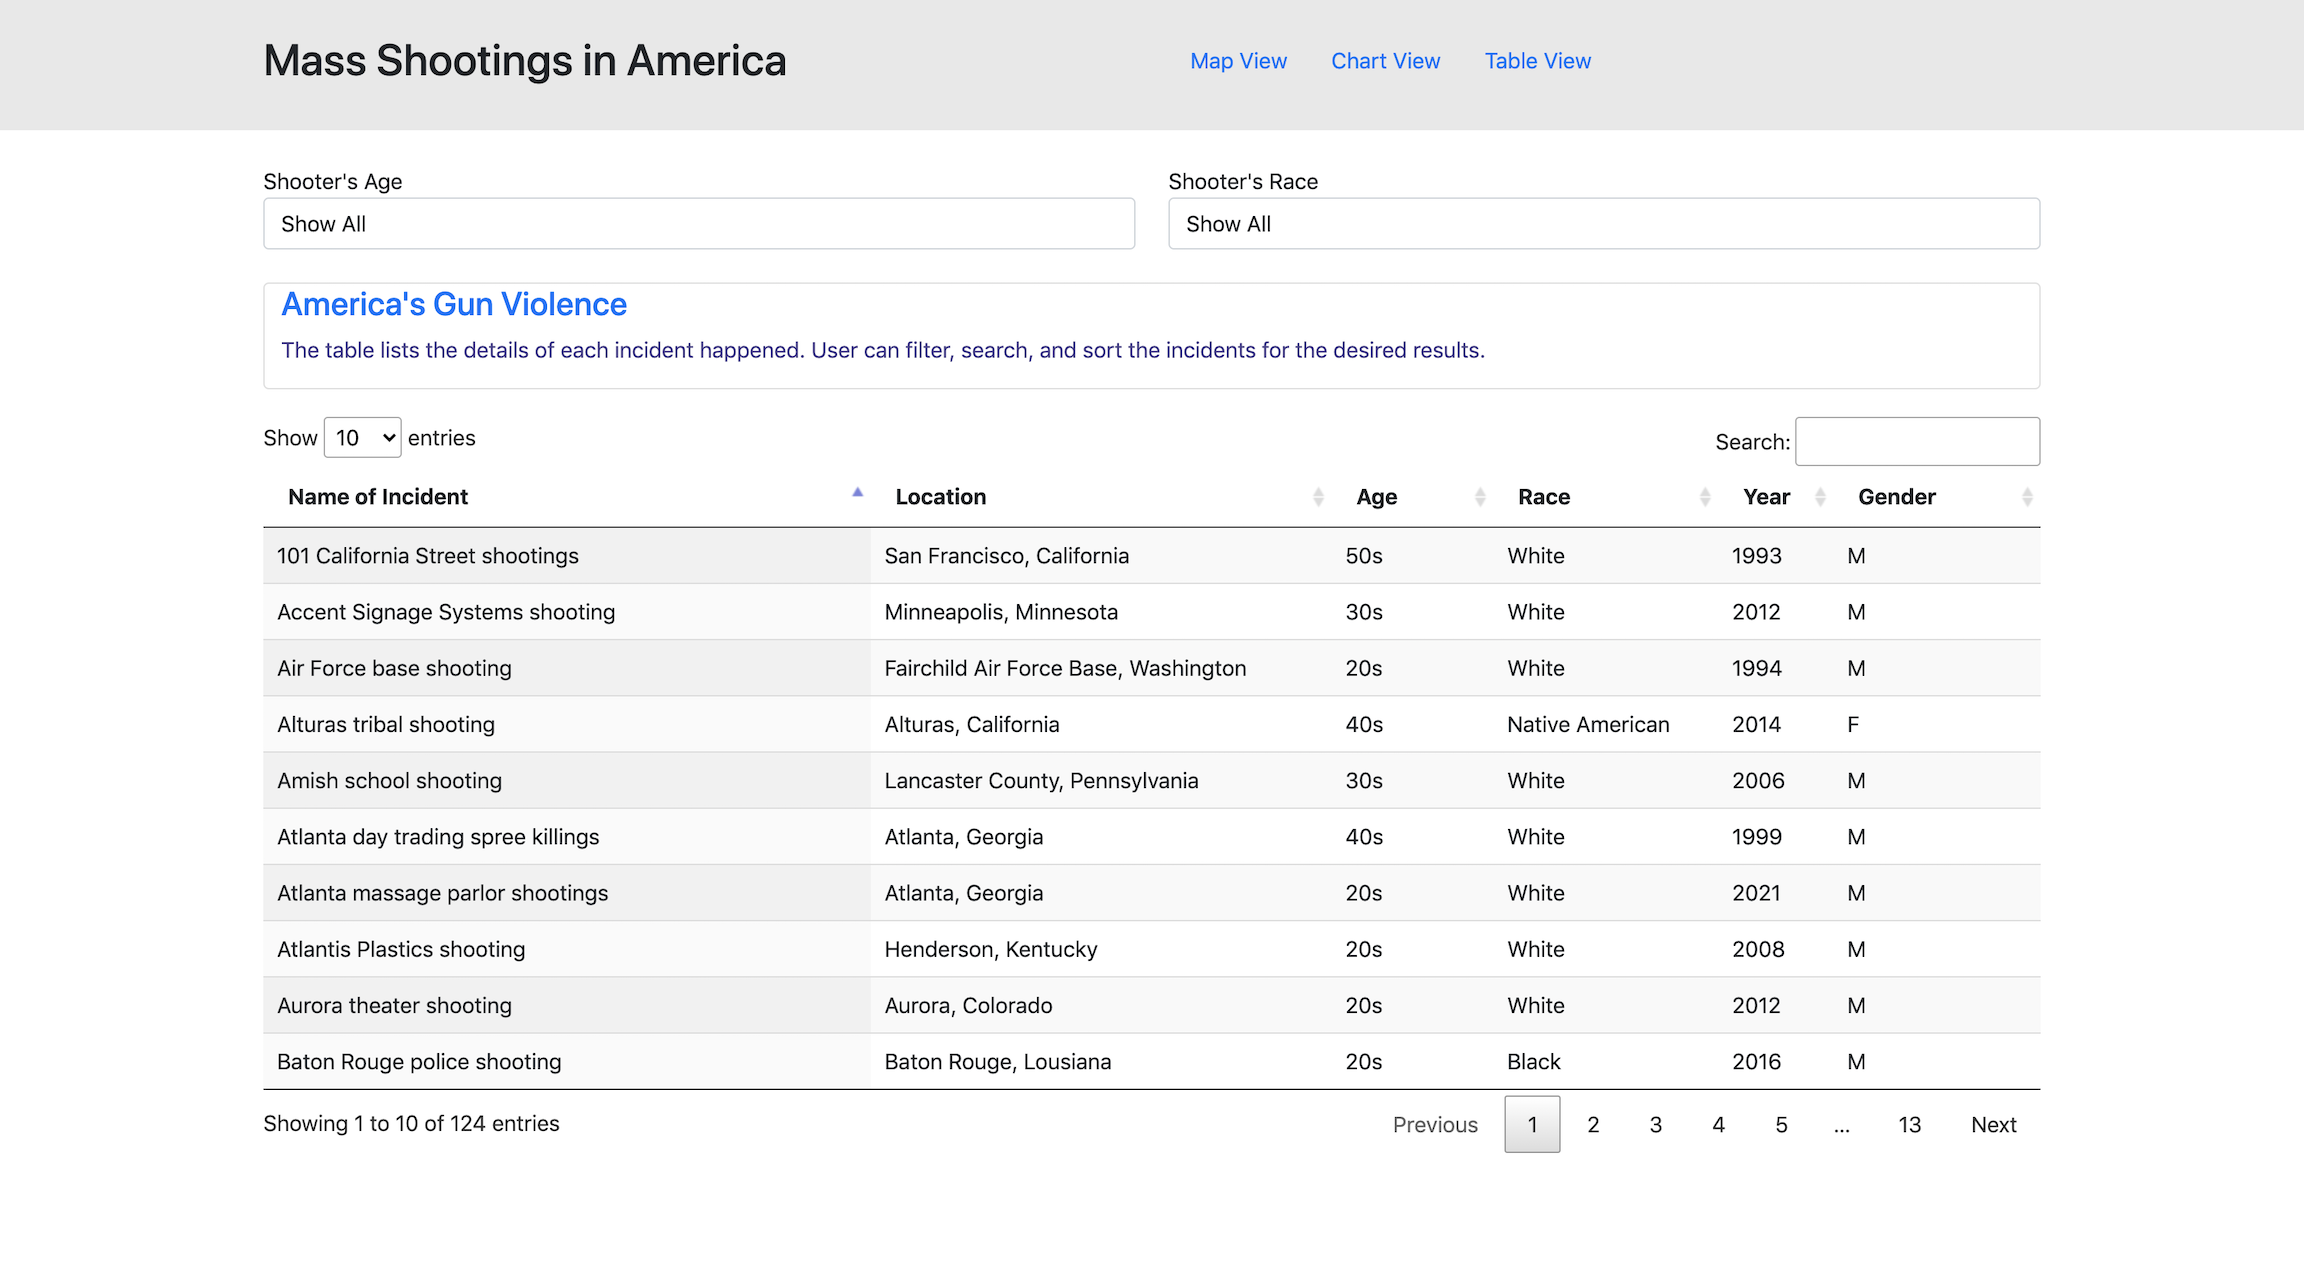 Mass Shootings in America Map View Chart View Table View
Shooter's Age Shooter's Race
Show All Show All
America's Gun Violence
The table lists the details of each incident happened. User can filter, search, and sort the incidents for the desired results.
Show 10 entries Search:
Name of Incident Location Age Race Year Gender
101 California Street shootings San Francisco, California 50s White 1993 M
Accent Signage Systems shooting Minneapolis, Minnesota 30s White 2012 M
Air Force base shooting Fairchild Air Force Base, Washington 20s White 1994 M
Alturas tribal shooting Alturas, California 40s Native American 2014 F
Amish school shooting Lancaster County, Pennsylvania 30s White 2006 M
Atlanta day trading spree killings Atlanta, Georgia 40s White 1999 M
Atlanta massage parlor shootings Atlanta, Georgia 20s White 2021 M
Atlantis Plastics shooting Henderson, Kentucky 20s White 2008 M
Aurora theater shooting Aurora, Colorado 20s White 2012 M
Baton Rouge police shooting Baton Rouge, Lousiana 20s Black 2016 M
Showing 1 to 10 of 124 entries Previous 1 2 3 4 5 ... 13 Next